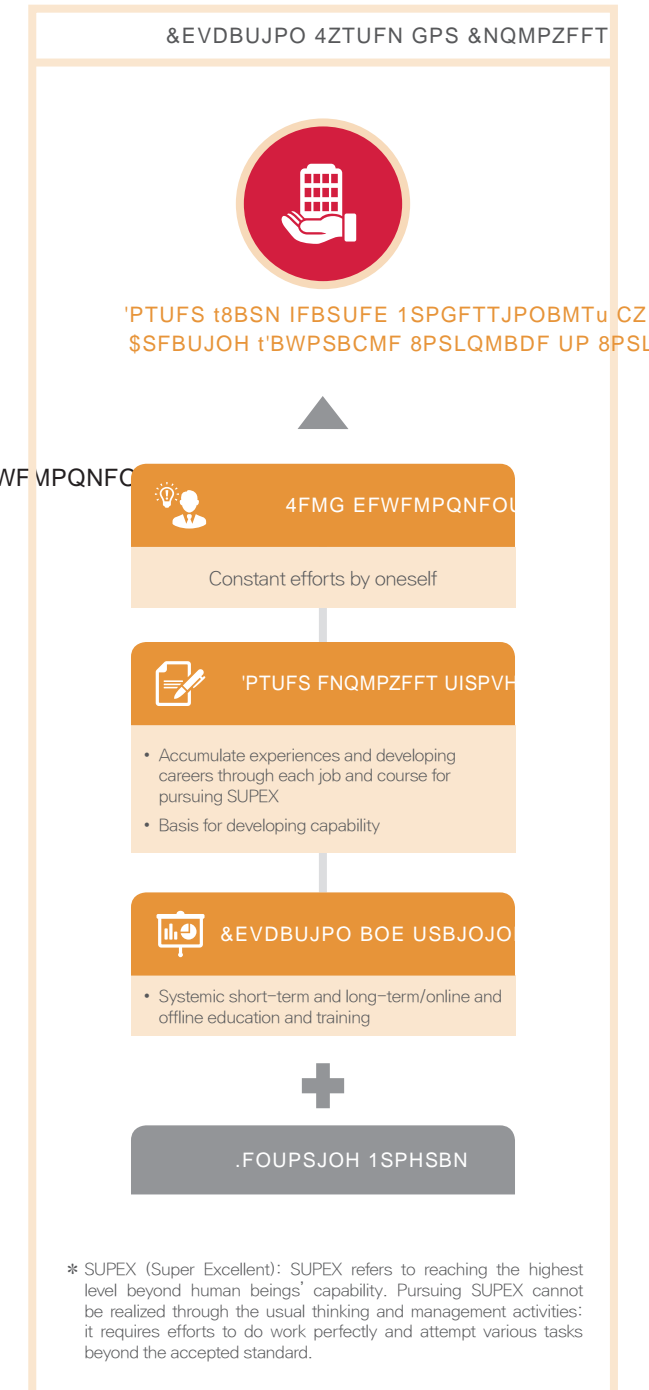 &EVDBUJPO 4ZTUFN GPS &NQMPZFFT
'PTUFS t8BSN IFBSUFE 1SPGFTTJPOBMTu CZ
$SFBUJOH t'BWPSBCMF 8PSLQMBDF UP 8PSL
WFMPQNFO
4FMG EFWFMPQNFOU
Constant efforts by oneself
'PTUFS FNQMPZFFT UISPVH
• Accumulate experiences and developing
careers through each job and course for
pursuing SUPEX
• Basis for developing capability
&EVDBUJPO BOE USBJOJO
• Systemic short-term and long-term/online and
offline education and training
.FOUPSJOH 1SPHSBN
* SUPEX (Super Excellent): SUPEX refers to reaching the highest
level beyond human beings' capability. Pursuing SUPEX cannot
be realized through the usual thinking and management activities:
it requires efforts to do work perfectly and attempt various tasks
beyond the accepted standard.